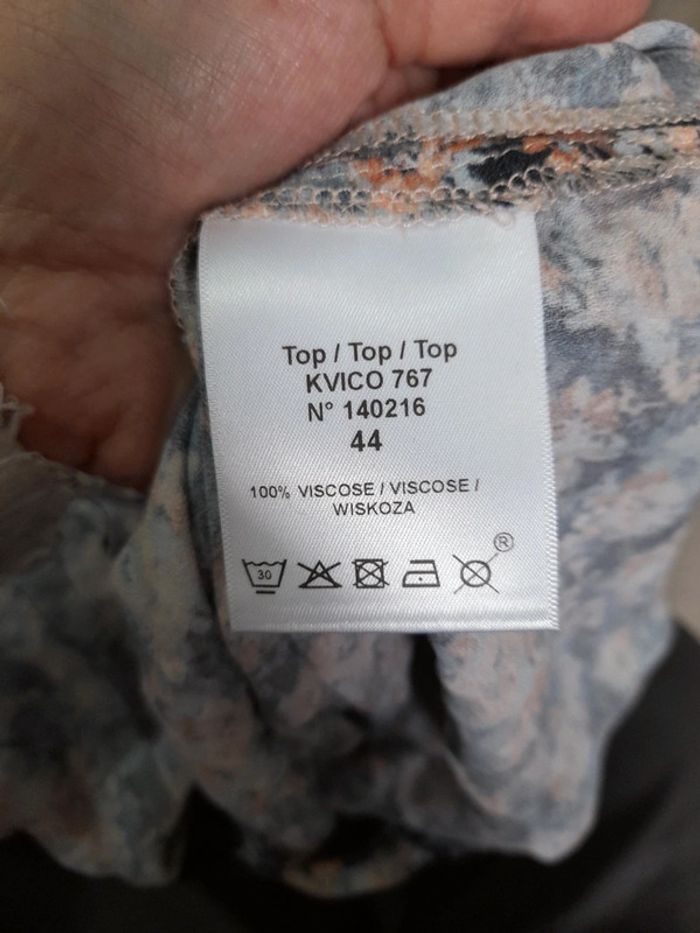 Top / Top / Top
KVICO 767
N° 140216
44
100% VISCOSE / VISCOSE /
WISKOZA
®
30